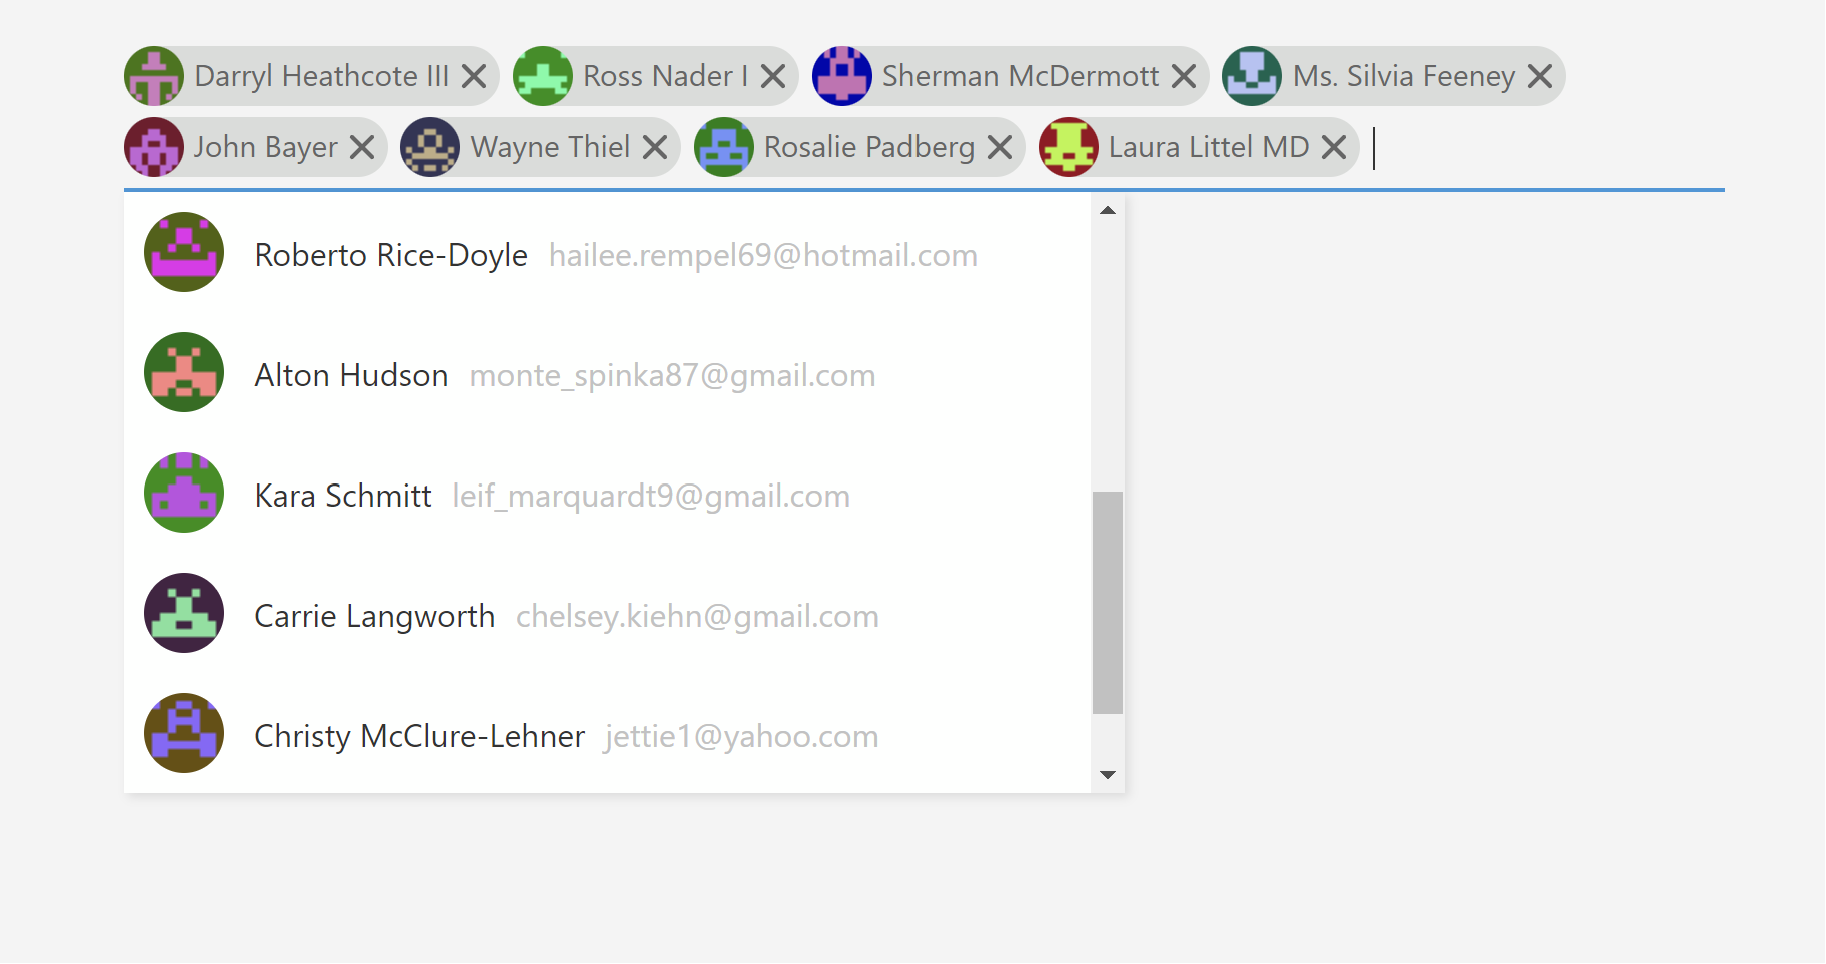 Darryl Heathcote III Ross Nader I Sherman McDermott Ms. Silvia Feeney
John Bayer Wayne Thiel Rosalie Padberg Laura Littel MD
Roberto Rice-Doyle hailee.rempel69@hotmail.com
Alton Hudson monte_spinka87@gmail.com
Kara Schmitt leif_marquardt9@gmail.com
Carrie Langworth chelsey.kiehn@gmail.com
Christy McClure-Lehner jettie1@yahoo.com